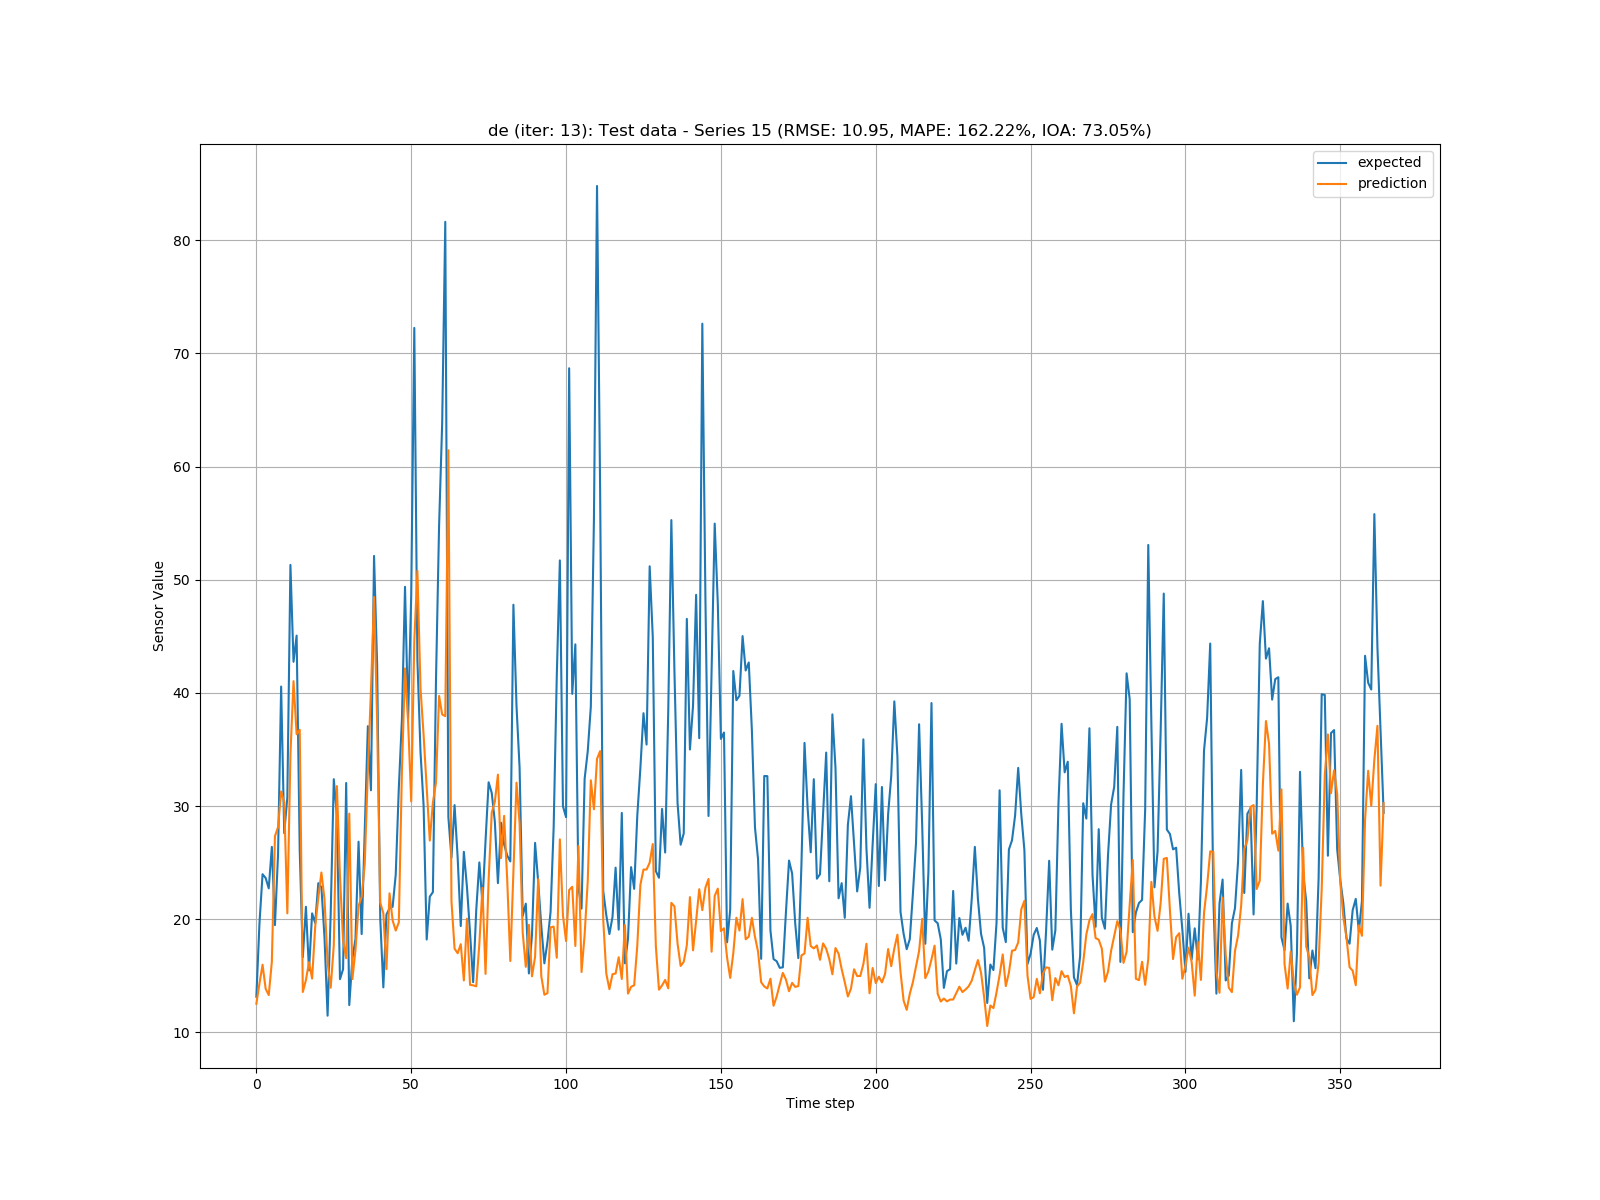 de (iter: 13): Test data - Series 15 (RMSE: 10.95, MAPE: 162.22%, IOA: 73.05%)
expected
prediction
80
70
60
50
40
30
20
10
Sensor Value
0 50 100 150 200 250 300 350
Time step